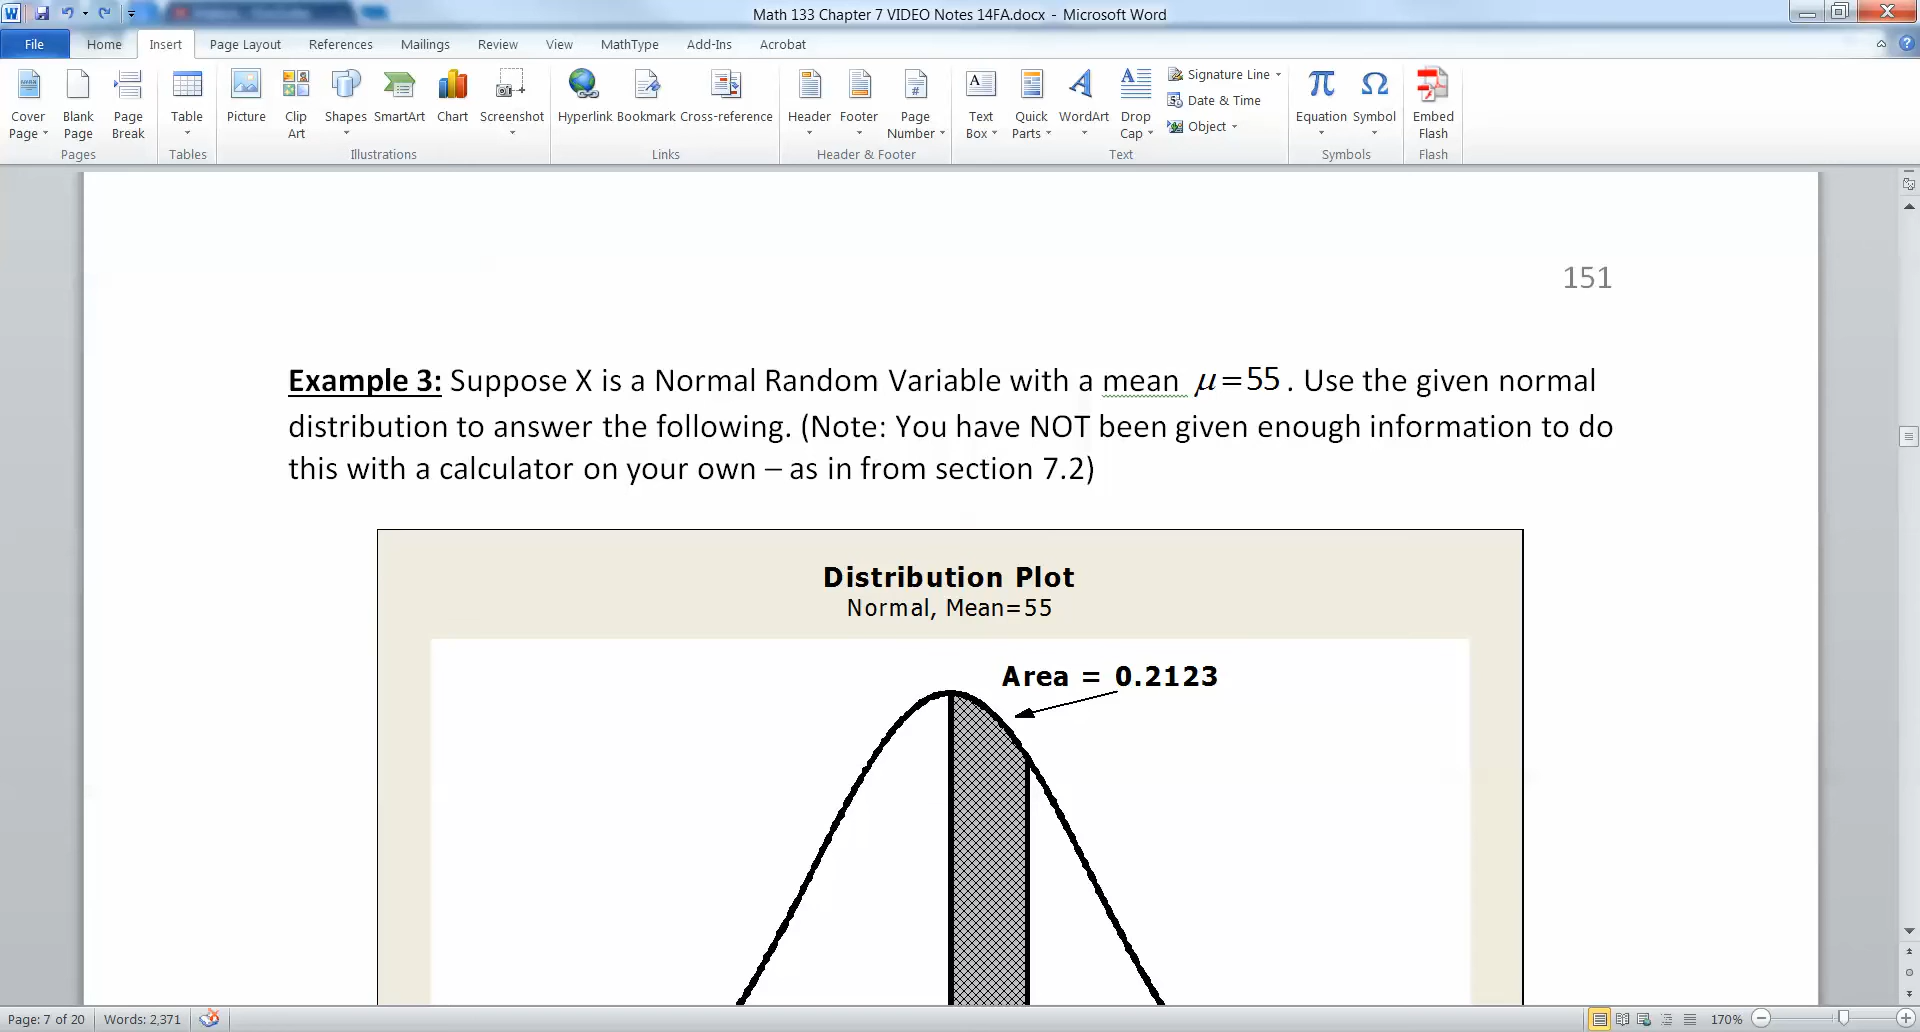 Math 133 Chapter 7 VIDEO Notes 14FA.docx - Microsoft Word
File Home Insert Page Layout References Mailings Review View MathType Add-Ins Acrobat
Cover Page
Blank Page
Page Break
Table
Picture
Clip Art
Shapes
SmartArt
Chart
Screenshot
Hyperlink
Bookmark
Cross-reference
Header
Footer
Page Number
Text Box
Quick Parts
WordArt
Drop Cap
Signature Line
Date & Time
Object
Equation
Symbol
Embed Flash
Pages Tables Illustrations Links Header & Footer Text Symbols Flash
151
Example 3: Suppose X is a Normal Random Variable with a mean μ=55. Use the given normal
distribution to answer the following. (Note: You have NOT been given enough information to do
this with a calculator on your own – as in from section 7.2)
Distribution Plot
Normal, Mean=55
Area = 0.2123
Page: 7 of 20 Words: 2,371 170%